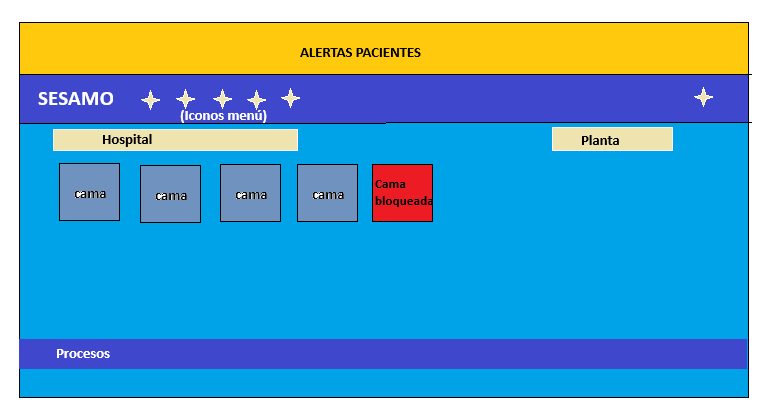 ALERTAS PACIENTES
SESAMO
(Iconos menú)
Hospital
Planta
cama
cama
cama
cama
Cama
bloqueada
Procesos